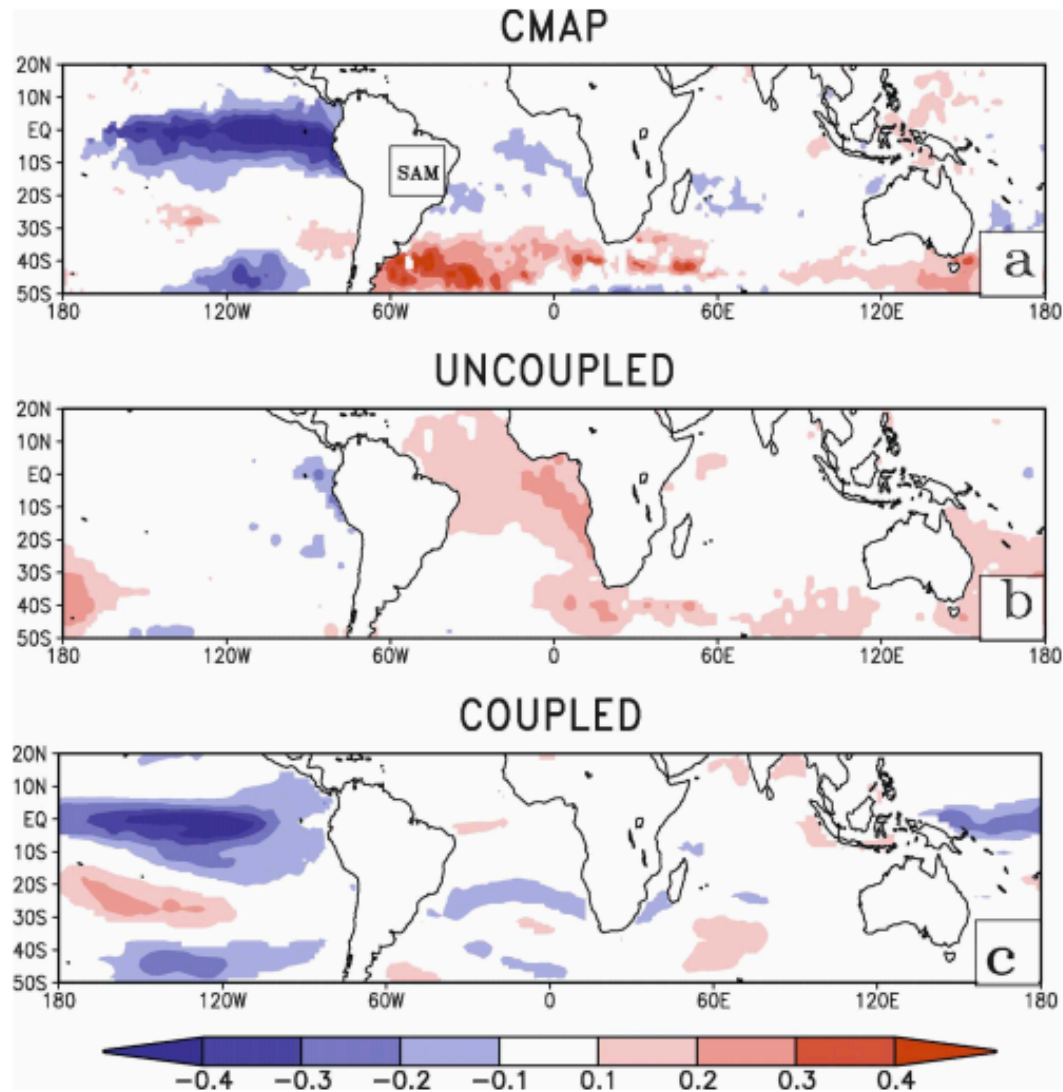 CMAP
20N
10N
EQ
10S
20S
30S
40S
50S
SAM
a
180 120W 60W 0 60E 120E 180
UNCOUPLED
20N
10N
EQ
10S
20S
30S
40S
50S
b
180 120W 60W 0 60E 120E 180
COUPLED
20N
10N
EQ
10S
20S
30S
40S
50S
c
180 120W 60W 0 60E 120E 180
−0.4 −0.3 −0.2 −0.1 0.1 0.2 0.3 0.4